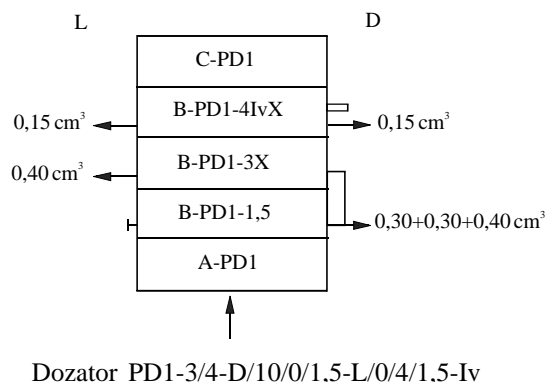 L D
C-PD1
B-PD1-4IvX
0,15 cm³ 0,15 cm³
B-PD1-3X
0,40 cm³
B-PD1-1,5
0,30+0,30+0,40 cm³
A-PD1
Dozator PD1-3/4-D/10/0/1,5-L/0/4/1,5-Iv